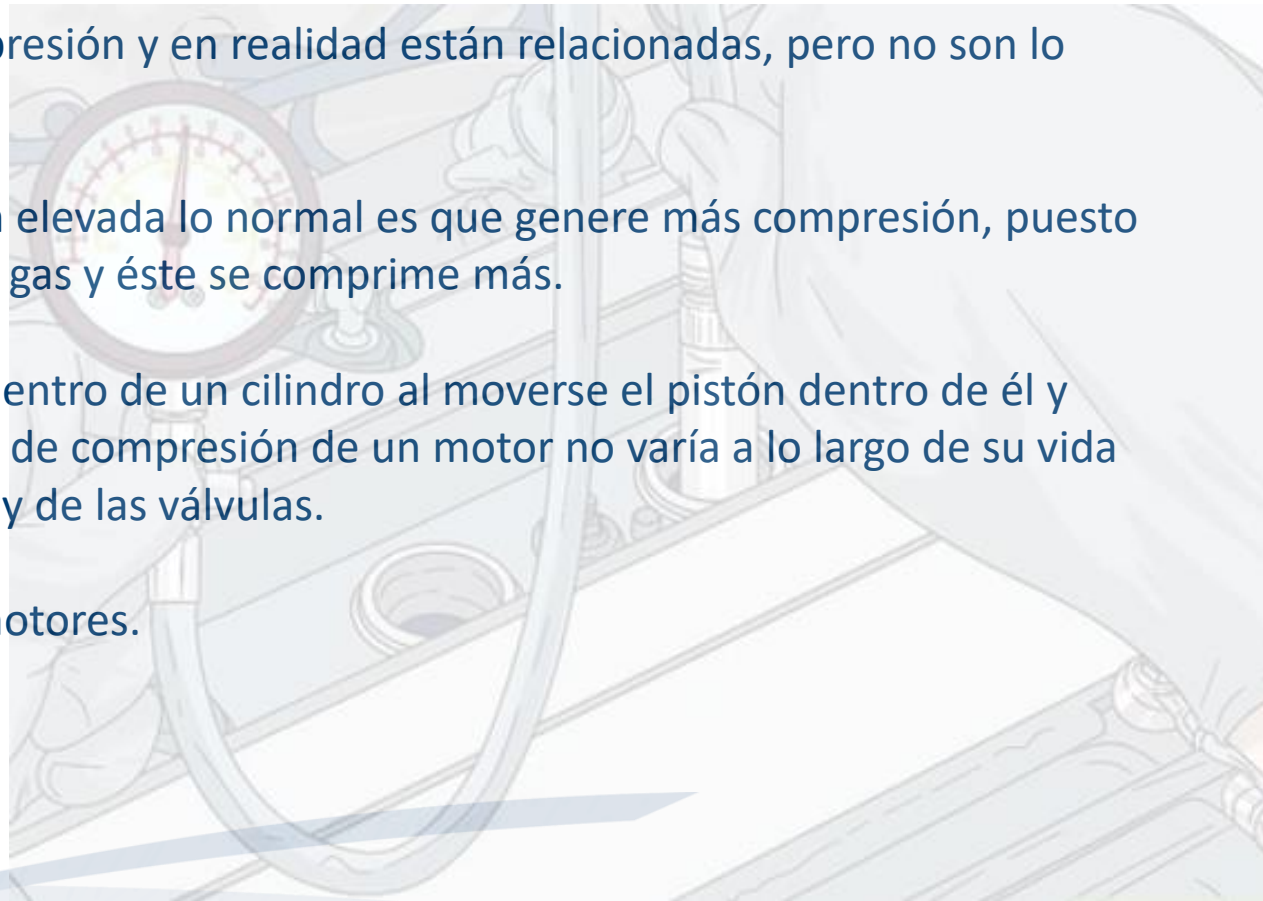 presión y en realidad están relacionadas, pero no son lo
elevada lo normal es que genere más compresión, puesto
gas y éste se comprime más.
entro de un cilindro al moverse el pistón dentro de él y
de compresión de un motor no varía a lo largo de su vida
y de las válvulas.
otores.